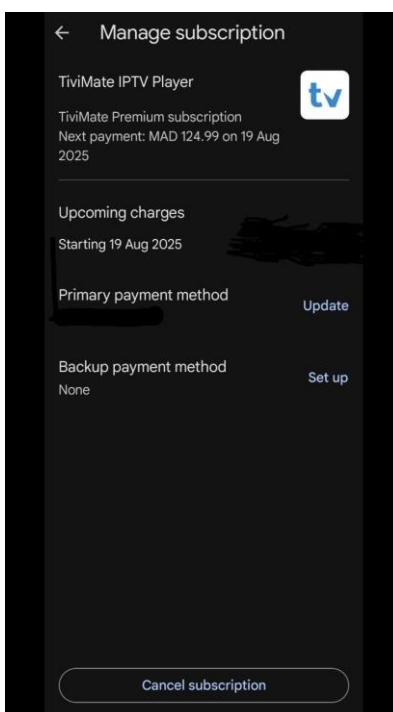 Manage subscription
TiviMate IPTV Player
tv
TiviMate Premium subscription
Next payment: MAD 124.99 on 19 Aug
2025
Upcoming charges
Starting 19 Aug 2025
Primary payment method
Update
Backup payment method
None
Set up
Cancel subscription